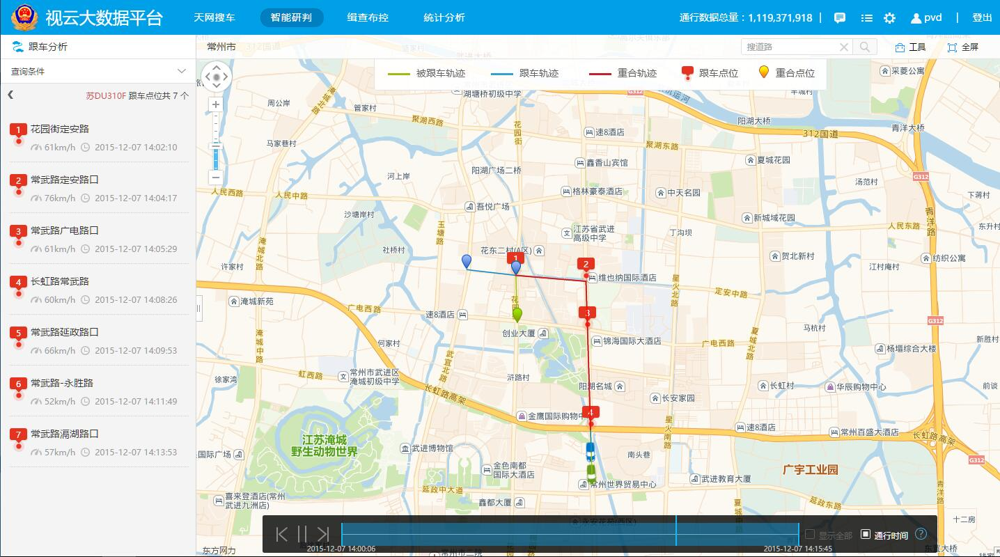 视云大数据平台
天网搜车
智能研判
缉查布控
统计分析
通行数据总量：1,119,371,918
pvd
登出
跟车分析
常州市
312国道
搜道路
工具
全屏
查询条件
苏DU310F 跟车点位共 7 个
1 花园街定安路
61km/h 2015-12-07 14:02:10
2 常武路定安路口
76km/h 2015-12-07 14:04:17
3 常武路广电路口
61km/h 2015-12-07 14:05:29
4 长虹路常武路
60km/h 2015-12-07 14:08:26
5 常武路延政路口
66km/h 2015-12-07 14:09:53
6 常武路-永胜路
52km/h 2015-12-07 14:11:49
7 常武路滆湖路口
57km/h 2015-12-07 14:13:53
被跟车轨迹
跟车轨迹
重合轨迹
跟车点位
重合点位
采菱公寓
湖塘桥初级中学
G312
周公岸
管家村
淹城北路
聚湖西路
花园街
速8酒店
阳湖大桥
312国道
青洋大桥
马家巷村
聚湖东路
鑫香山宾馆
夏城花园
阳湖广场二桥
河上岸
G312
汤范村
人民西路
人民中路
格林豪泰酒店
中天名园
下蒋村
吾悦广场
沙塘岸村
玉塘路
江苏省武进
高级中学
新城域花园
丁沟坝
人民东路
青洋路
东升村
淹城北路
社桥村
花东二村(A区)
贺北新村
纺织公寓
许家村
1
2
江村庵村
维也纳国际酒店
星火北路
定安中路
淹南新苑
广电西路
速8酒店
3
夏城北路
G312
淹城中路
创业大厦
锦海国际大酒店
广电西路
马杭村
杨堰综合大楼
新胜村
何家村
武宜北路
虹西路
常州市武进区
淹城初级中学
浒路村
徐家湾
阳湖名城
长虹村
华辰购物中心
前谈
长虹路高架
长安家园
金鹰国际购物中
4
星火南路
速8酒店
常州百盛大酒店
长虹路高架
江苏淹城
野生动物世界
武进博物馆
国际广场
南头巷
G312
金色南都
国际大酒店
广宇工业园
武进教育大厦
常州世界贸易中心
延政中大道
喜来登酒店(常州
武进九洲店)
鑫都大厦
夏城中
延政东路
青洋路
永安花苑(西区)
十二房
显示全部
通行时间
2015-12-07 14:00:06
2015-12-07 14:15:45
东方网力
常州市二院
东宜大桥